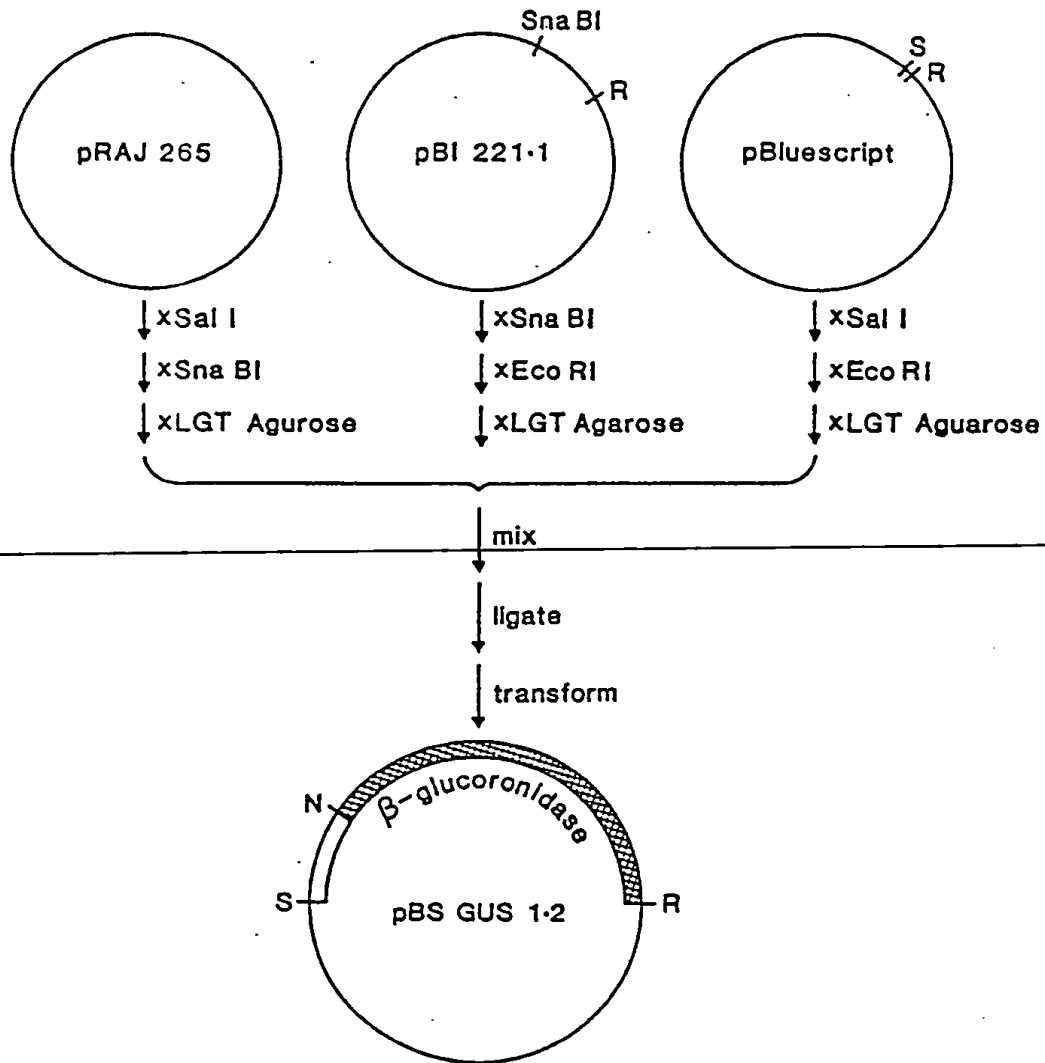 Sna BI
R
S
R
pRAJ 265
pBI 221·1
pBluescript
xSal I
xSna BI
xSal I
xSna BI
xEco RI
xEco RI
xLGT Agurose
xLGT Agarose
xLGT Aguarose
mix
ligate
transform
N
β-glucoronidase
S
pBS GUS 1·2
R